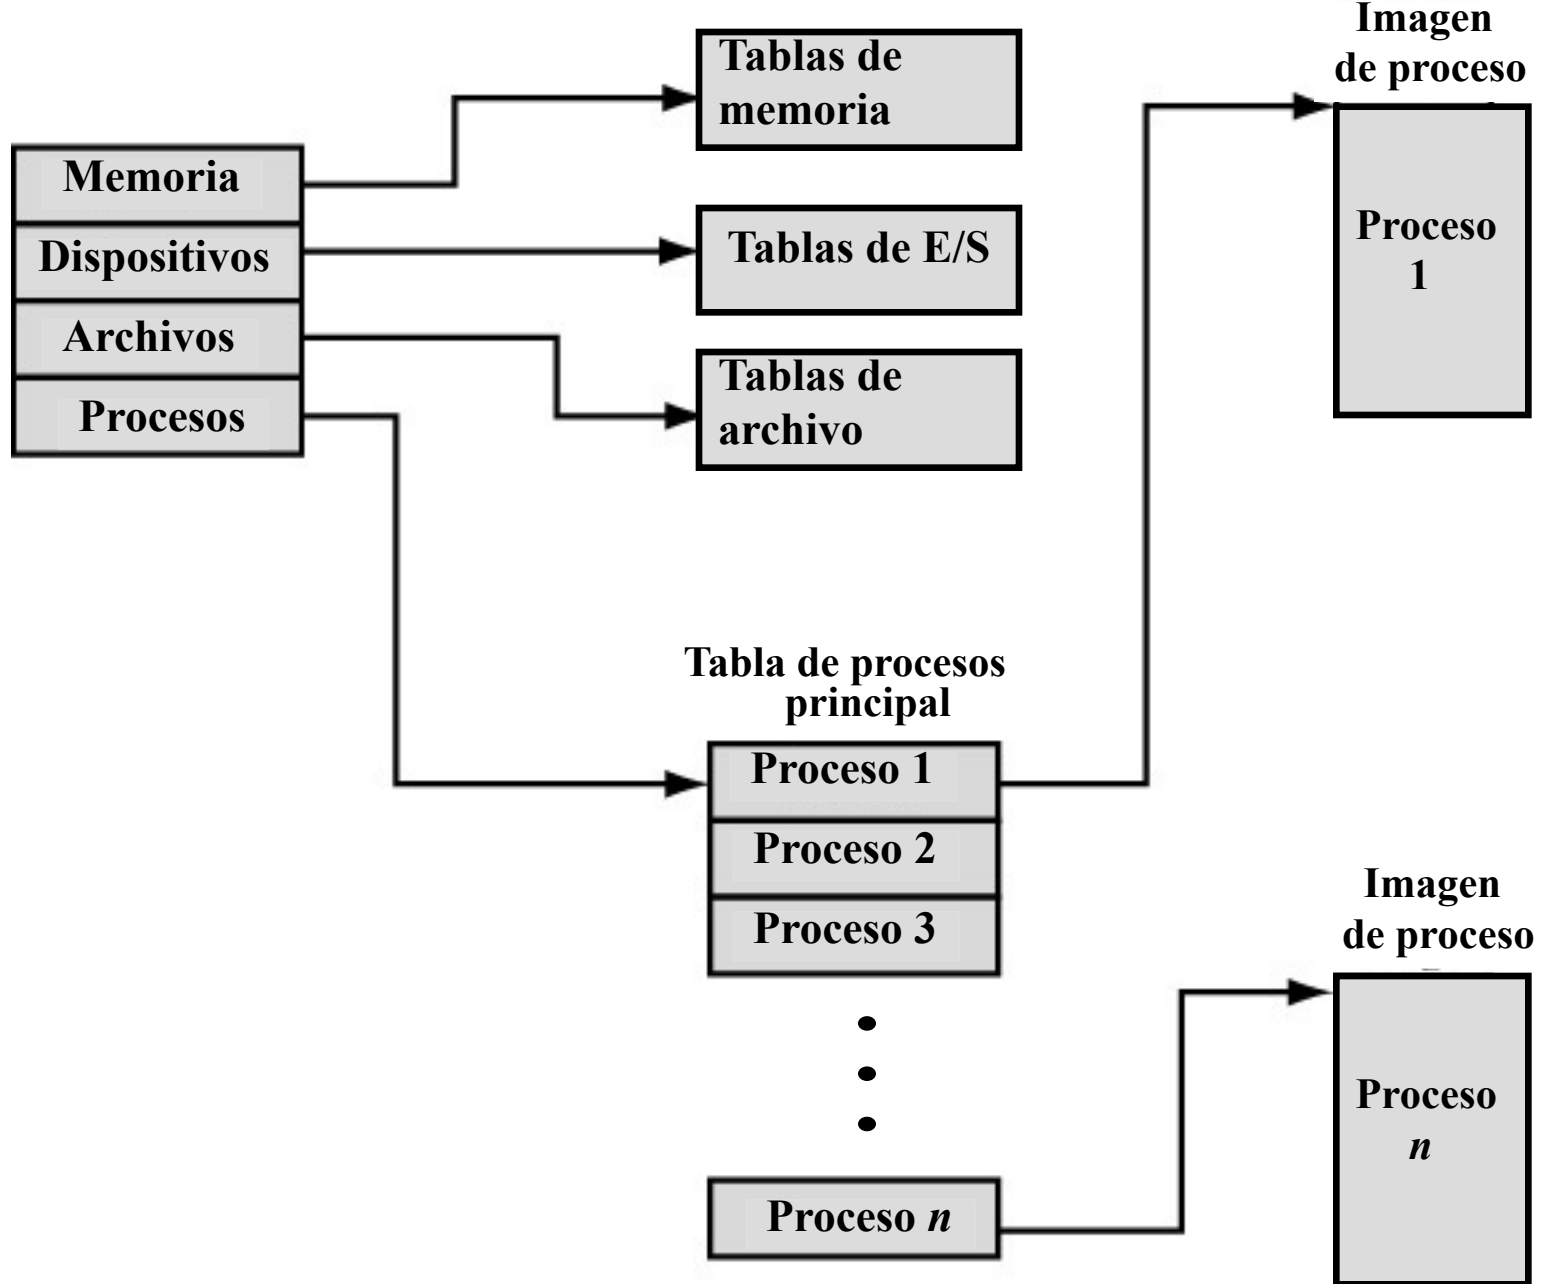 Memoria
Dispositivos
Archivos
Procesos
Tablas de
memoria
Tablas de E/S
Tablas de
archivo
Tabla de procesos
principal
Proceso 1
Proceso 2
Proceso 3
Proceso n
Imagen
de proceso
Proceso
1
Imagen
de proceso
Proceso
n